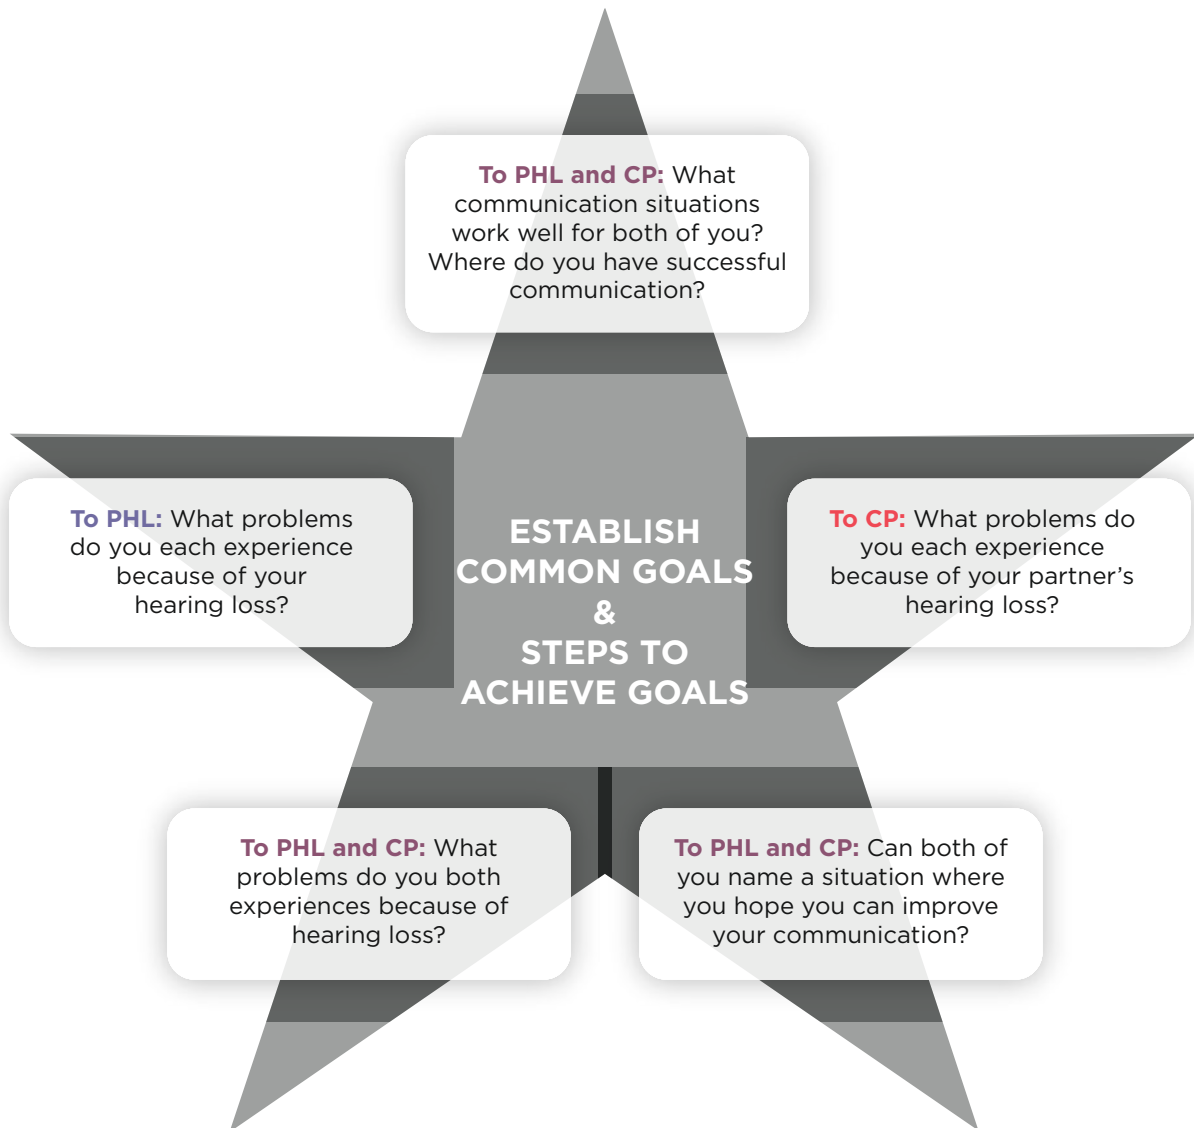 To PHL and CP: What
communication situations
work well for both of you?
Where do you have successful
communication?
To PHL: What problems
do you each experience
because of your
hearing loss?
ESTABLISH
COMMON GOALS
&
STEPS TO
ACHIEVE GOALS
To CP: What problems do
you each experience
because of your partner’s
hearing loss?
To PHL and CP: What
problems do you both
experiences because of
hearing loss?
To PHL and CP: Can both of
you name a situation where
you hope you can improve
your communication?